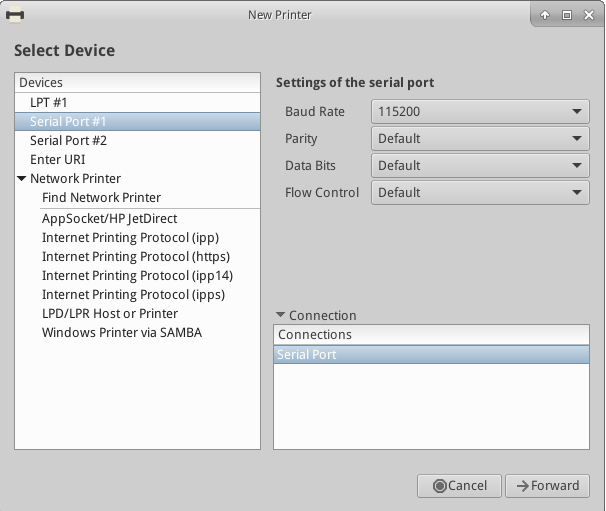 New Printer
Select Device
Devices
LPT #1
Serial Port #1
Serial Port #2
Enter URI
Network Printer
Find Network Printer
AppSocket/HP JetDirect
Internet Printing Protocol (ipp)
Internet Printing Protocol (https)
Internet Printing Protocol (ipp14)
Internet Printing Protocol (ipps)
LPD/LPR Host or Printer
Windows Printer via SAMBA
Settings of the serial port
Baud Rate 115200
Parity Default
Data Bits Default
Flow Control Default
Connection
Connections
Serial Port
Cancel Forward